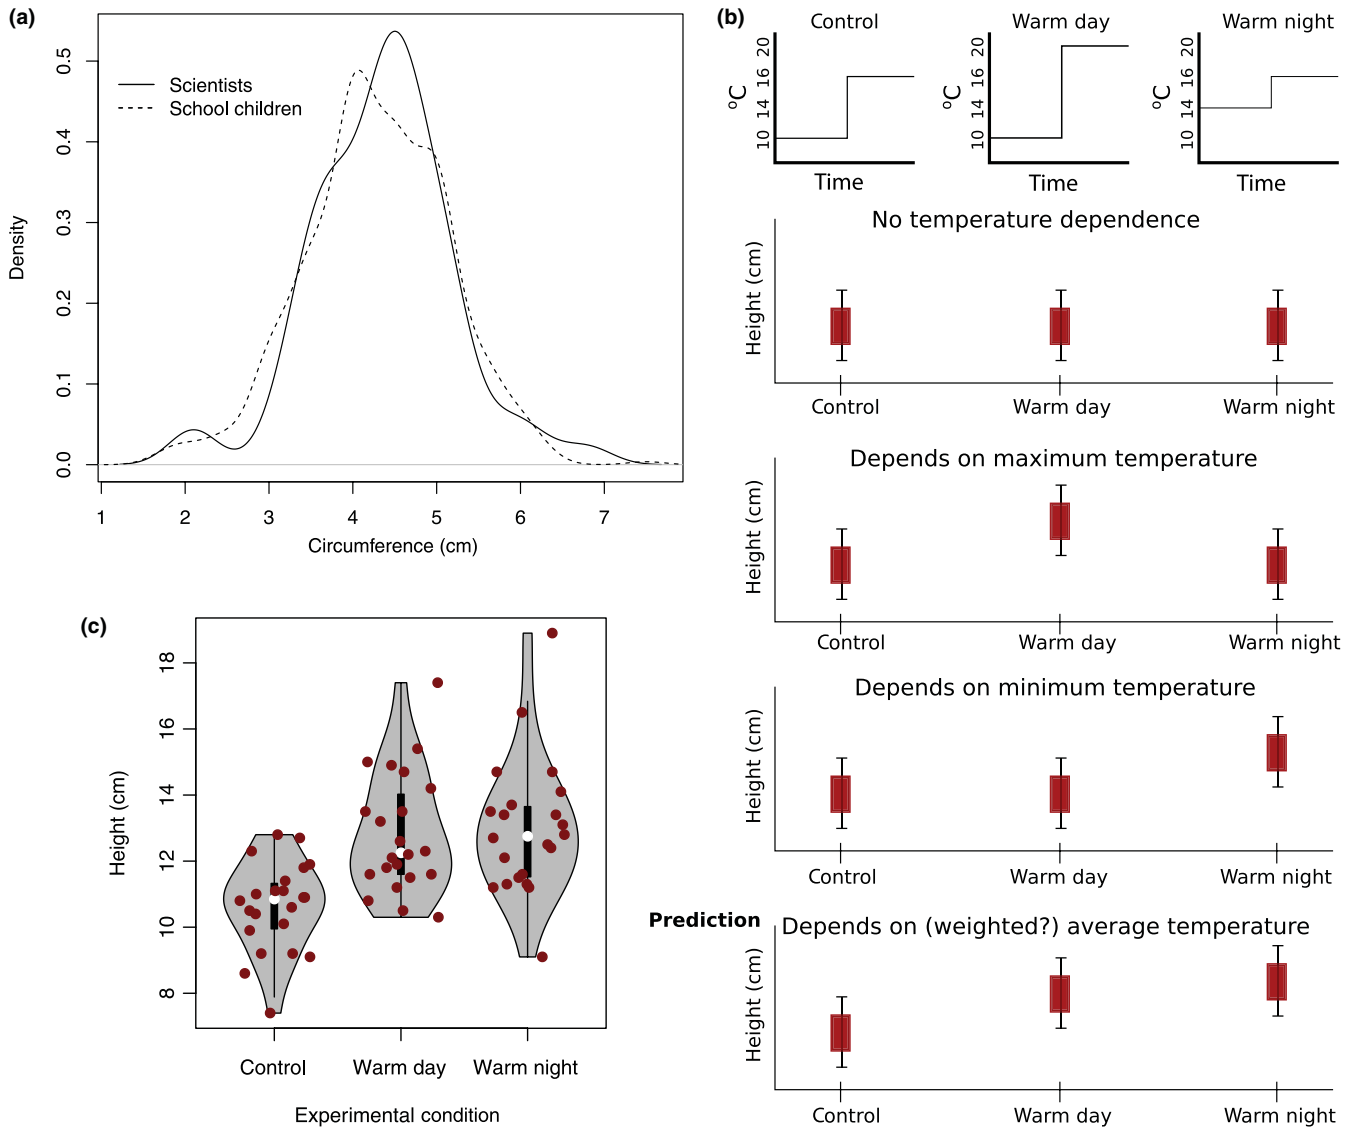 (a)
0.5
0.4
0.3
0.2
0.1
0.0
Density
Scientists
School children
1 2 3 4 5 6 7
Circumference (cm)
(b)
Control
Warm day
Warm night
°C
20
16
14
10
Time
°C
20
16
14
10
Time
°C
20
16
14
10
Time
No temperature dependence
Height (cm)
Control Warm day Warm night
Depends on maximum temperature
Height (cm)
Control Warm day Warm night
Depends on minimum temperature
Height (cm)
Control Warm day Warm night
Prediction
Depends on (weighted?) average temperature
Height (cm)
Control Warm day Warm night
(c)
18
16
14
12
10
8
Height (cm)
Control Warm day Warm night
Experimental condition